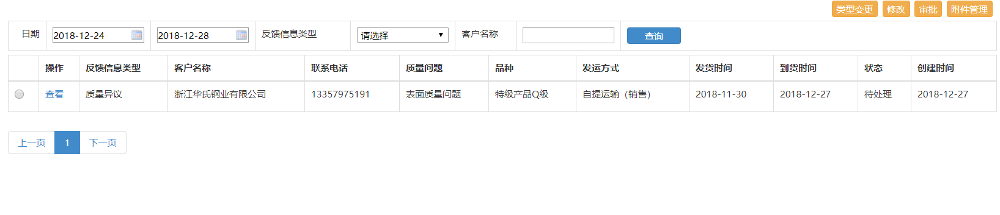 类型变更 修改 审批 附件管理
日期 2018-12-24 2018-12-28 反馈信息类型 请选择 客户名称 查询
操作 反馈信息类型 客户名称 联系电话 质量问题 品种 发运方式 发货时间 到货时间 状态 创建时间
查看 质量异议 浙江华氏钢业有限公司 13357975191 表面质量问题 特级产品Q级 自提运输（销售） 2018-11-30 2018-12-27 待处理 2018-12-27
上一页 1 下一页